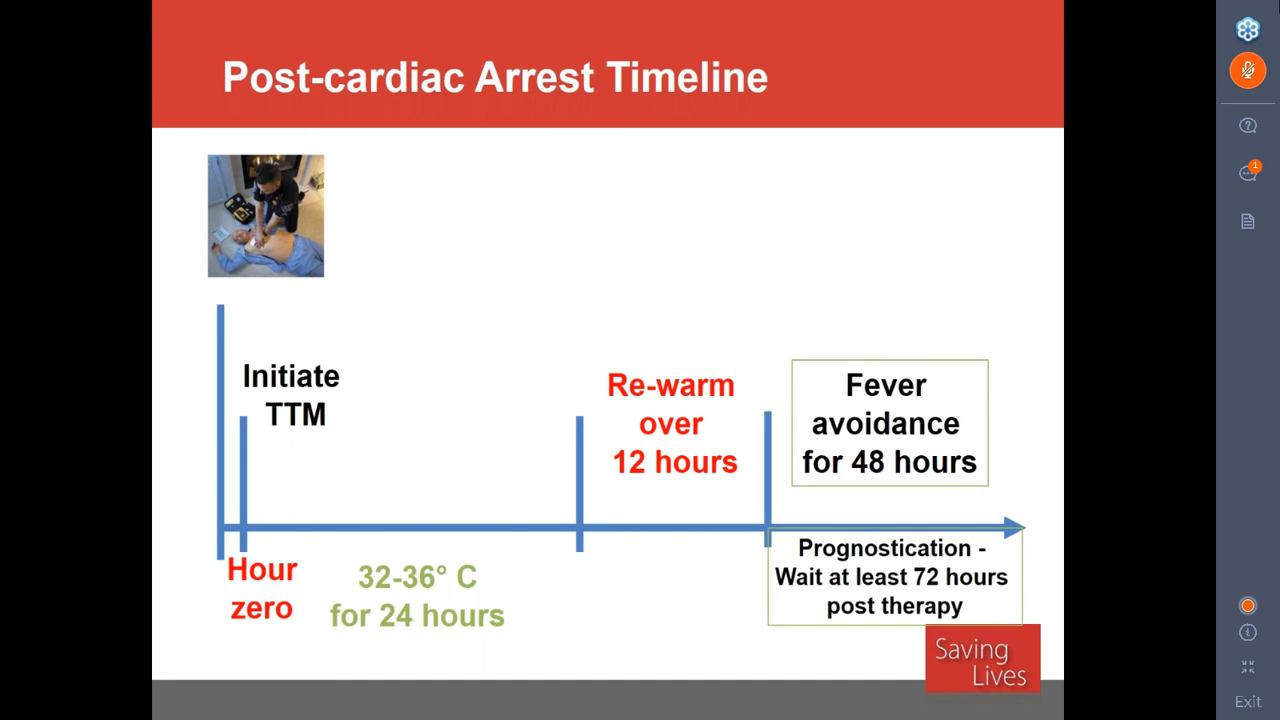 Post-cardiac Arrest Timeline
Initiate
TTM
Re-warm
over
12 hours
Fever
avoidance
for 48 hours
Hour
zero
32-36° C
for 24 hours
Prognostication -
Wait at least 72 hours
post therapy
Saving
Lives
1
Exit